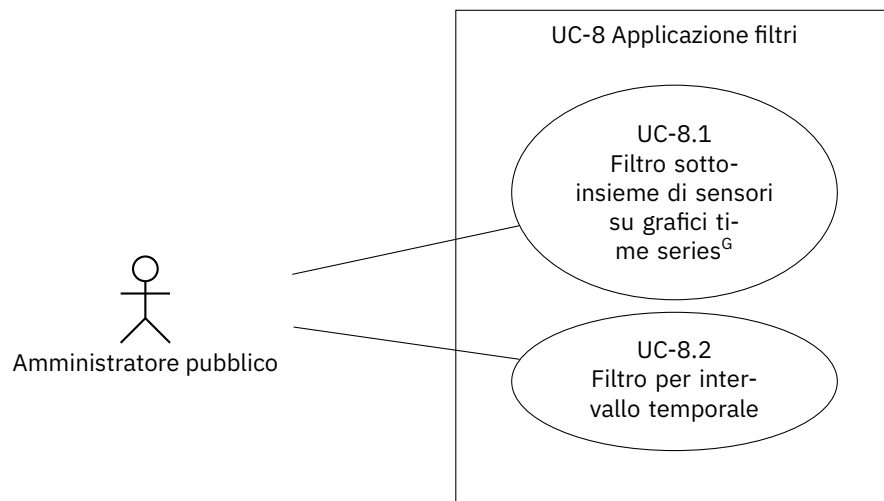 UC-8 Applicazione filtri
UC-8.1
Filtro sotto-
insieme di sensori
su grafici ti-
me seriesᴳ
Amministratore pubblico
UC-8.2
Filtro per inter-
vallo temporale